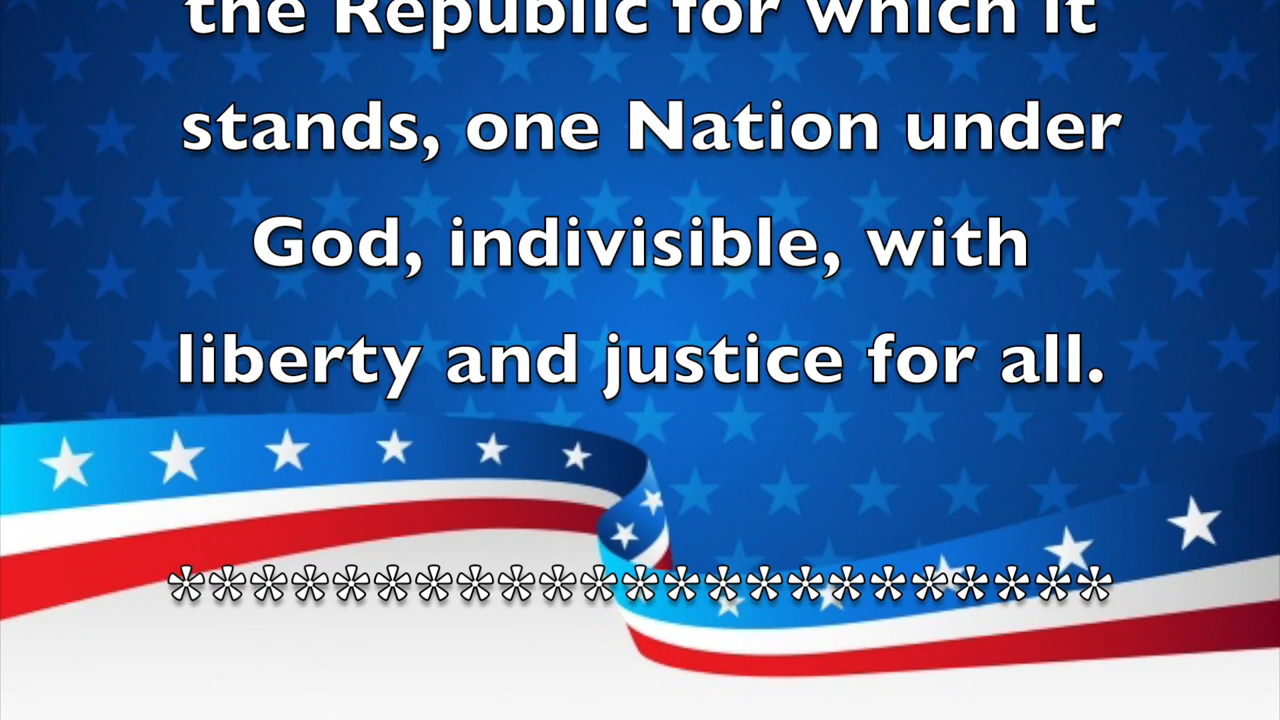 the Republic for which it
stands, one Nation under
God, indivisible, with
liberty and justice for all.
***********************